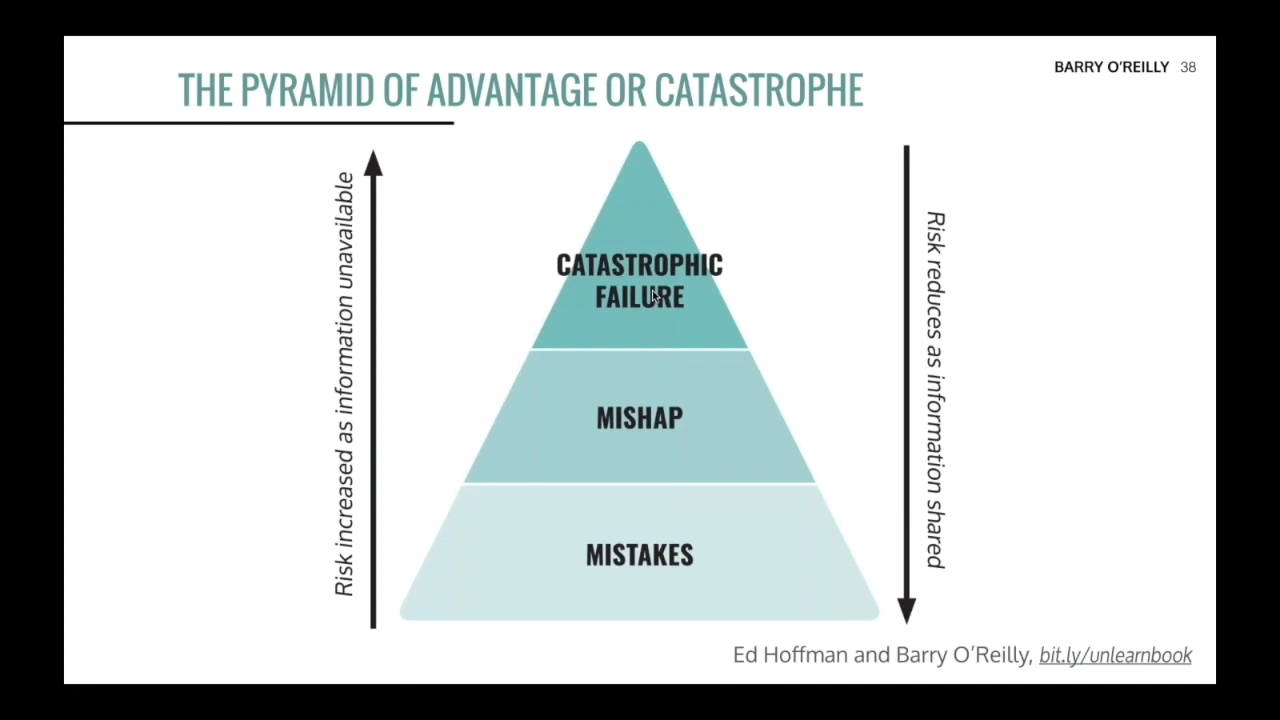 THE PYRAMID OF ADVANTAGE OR CATASTROPHE
BARRY O'REILLY 38
Risk increased as information unavailable
CATASTROPHIC
FAILURE
MISHAP
MISTAKES
Risk reduces as information shared
Ed Hoffman and Barry O'Reilly, bit.ly/unlearnbook